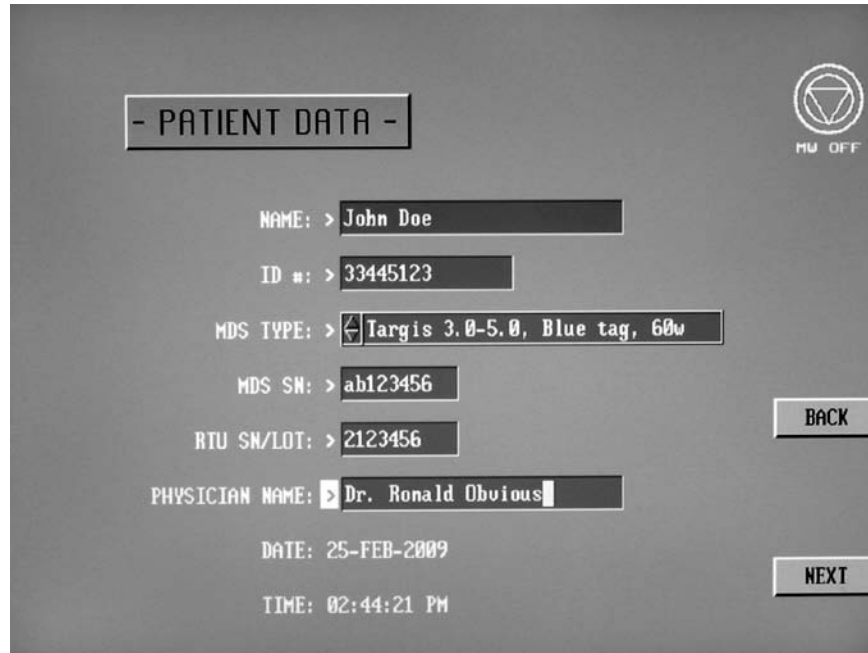 - PATIENT DATA -
MW OFF
NAME: > John Doe
ID #: > 33445123
MDS TYPE: > Targis 3.0-5.0, Blue tag, 60w
MDS SN: > ab123456
BACK
RTU SN/LOT: > 2123456
PHYSICIAN NAME: > Dr. Ronald Obvious
DATE: 25-FEB-2009
NEXT
TIME: 02:44:21 PM